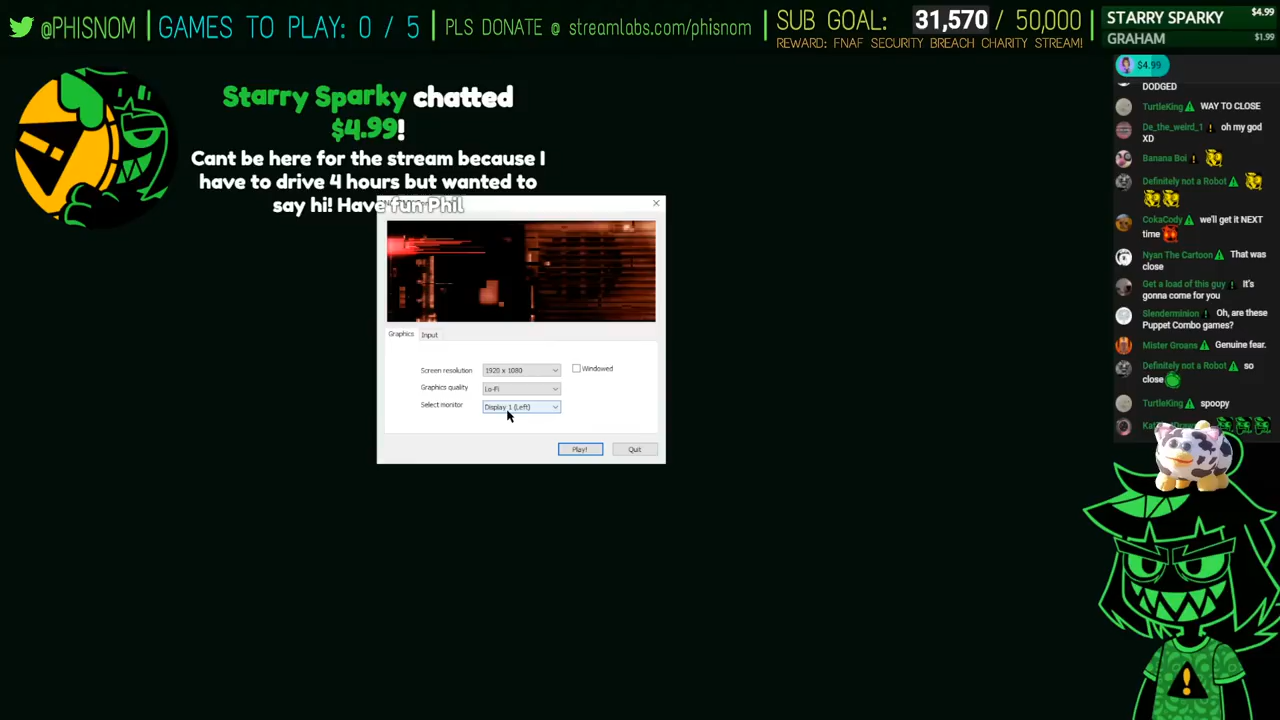 @PHISNOM
GAMES TO PLAY: 0 / 5
PLS DONATE @ streamlabs.com/phisnom
SUB GOAL: 31,570 / 50,000
REWARD: FNAF SECURITY BREACH CHARITY STREAM!
STARRY SPARKY $4.99
GRAHAM $1.99
$4.99
Starry Sparky chatted
$4.99!
Cant be here for the stream because I
have to drive 4 hours but wanted to
say hi! Have fun Phil
Graphics
Input
Screen resolution 1920 x 1080
Windowed
Graphics quality Lo-Fi
Select monitor Display 1 (Left)
Play!
Quit
DODGED
TurtleKing WAY TO CLOSE
De_the_weird_1 oh my god
XD
Banana Boi
Definitely not a Robot
CokaCody we'll get it NEXT
time
Nyan The Cartoon That was
close
Get a load of this guy it's
gonna come for you
Slenderminion Oh, are these
Puppet Combo games?
Mister Groans Genuine fear.
Definitely not a Robot so
close
TurtleKing spoopy